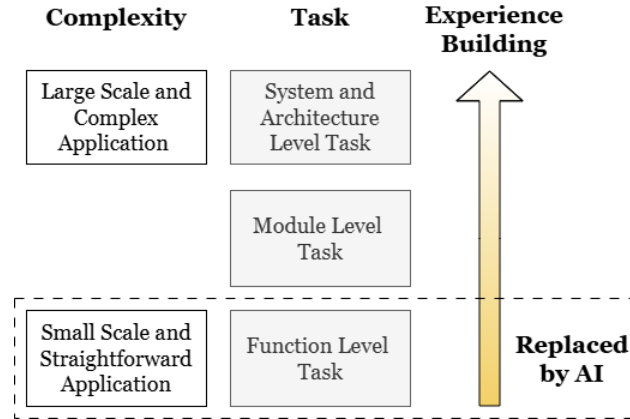 Complexity
Task
Experience
Building
Large Scale and
Complex
Application
System and
Architecture
Level Task
Module Level
Task
Small Scale and
Straightforward
Application
Function Level
Task
Replaced
by AI